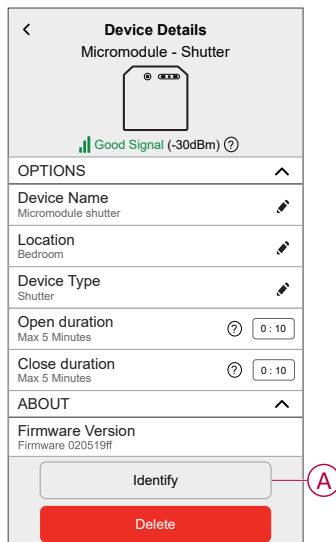 Device Details
Micromodule - Shutter
Good Signal (-30dBm) ?
OPTIONS
Device Name
Micromodule shutter
Location
Bedroom
Device Type
Shutter
Open duration
Max 5 Minutes
? 0 : 10
Close duration
Max 5 Minutes
? 0 : 10
ABOUT
Firmware Version
Firmware 020519ff
Identify
A
Delete